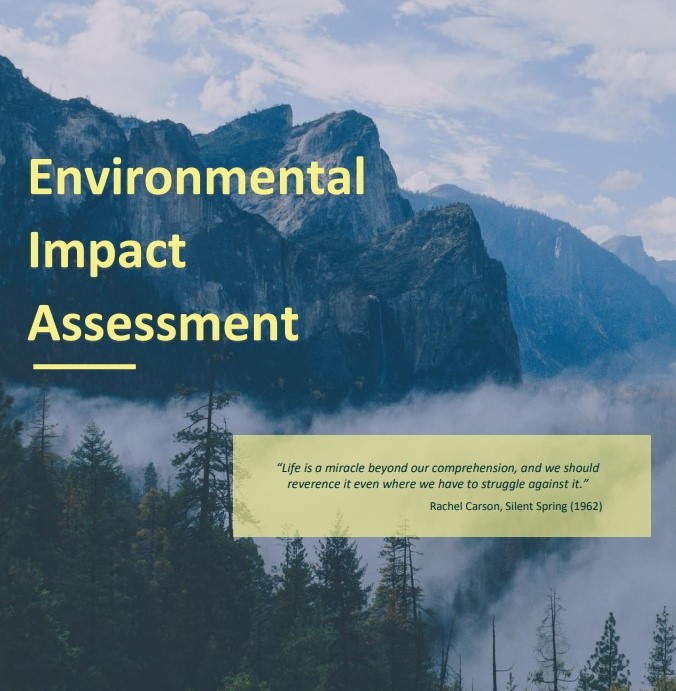 Environmental
Impact
Assessment
“Life is a miracle beyond our comprehension, and we should
reverence it even where we have to struggle against it.”
Rachel Carson, Silent Spring (1962)